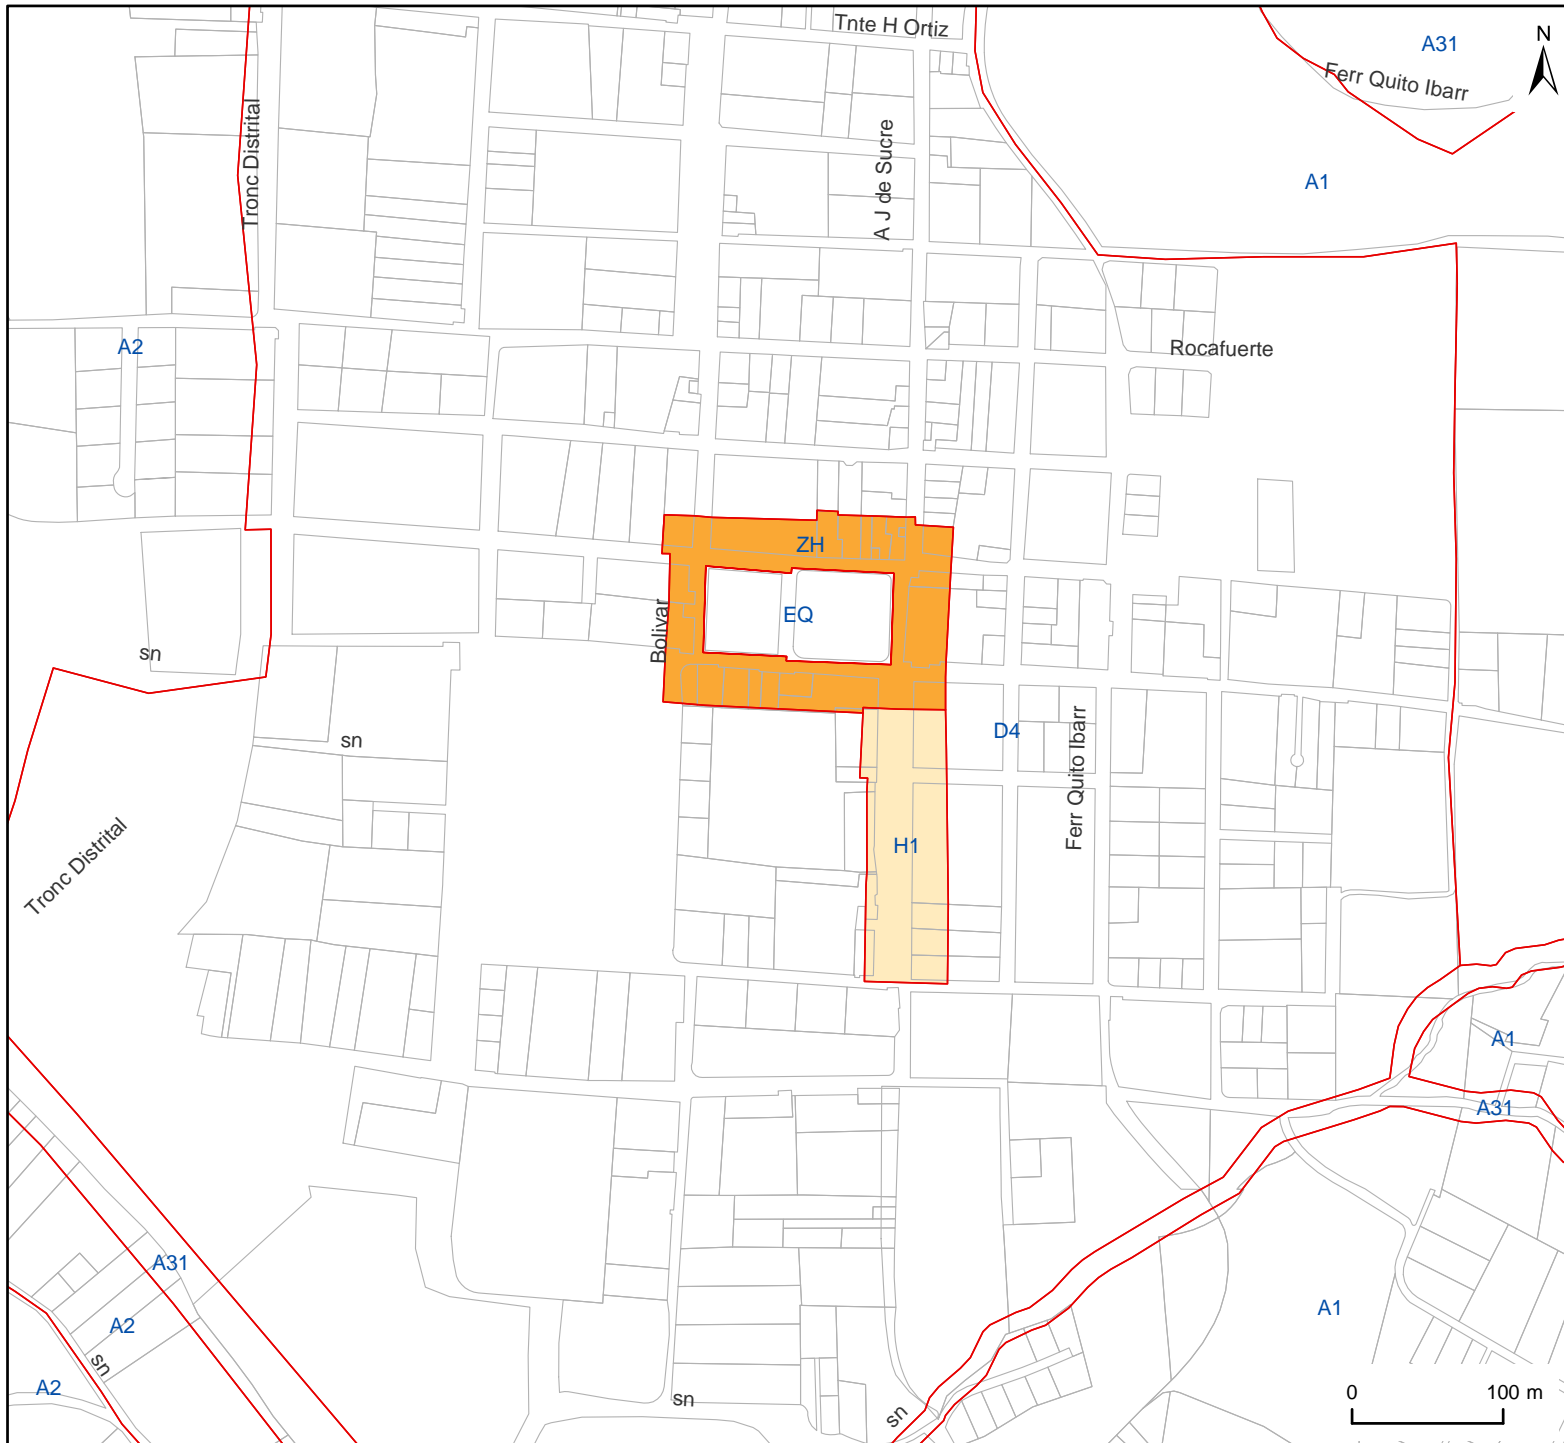 Tnte H Ortiz
A31
N
Ferr Quito Ibarr
Tronc Distrital
A J de Sucre
A1
A2
Rocafuerte
ZH
EQ
Bolivar
sn
sn
D4
Ferr Quito Ibarr
H1
Tronc Distrital
A1
A31
A31
A2
A1
sn
A2
sn
sn
0 100 m